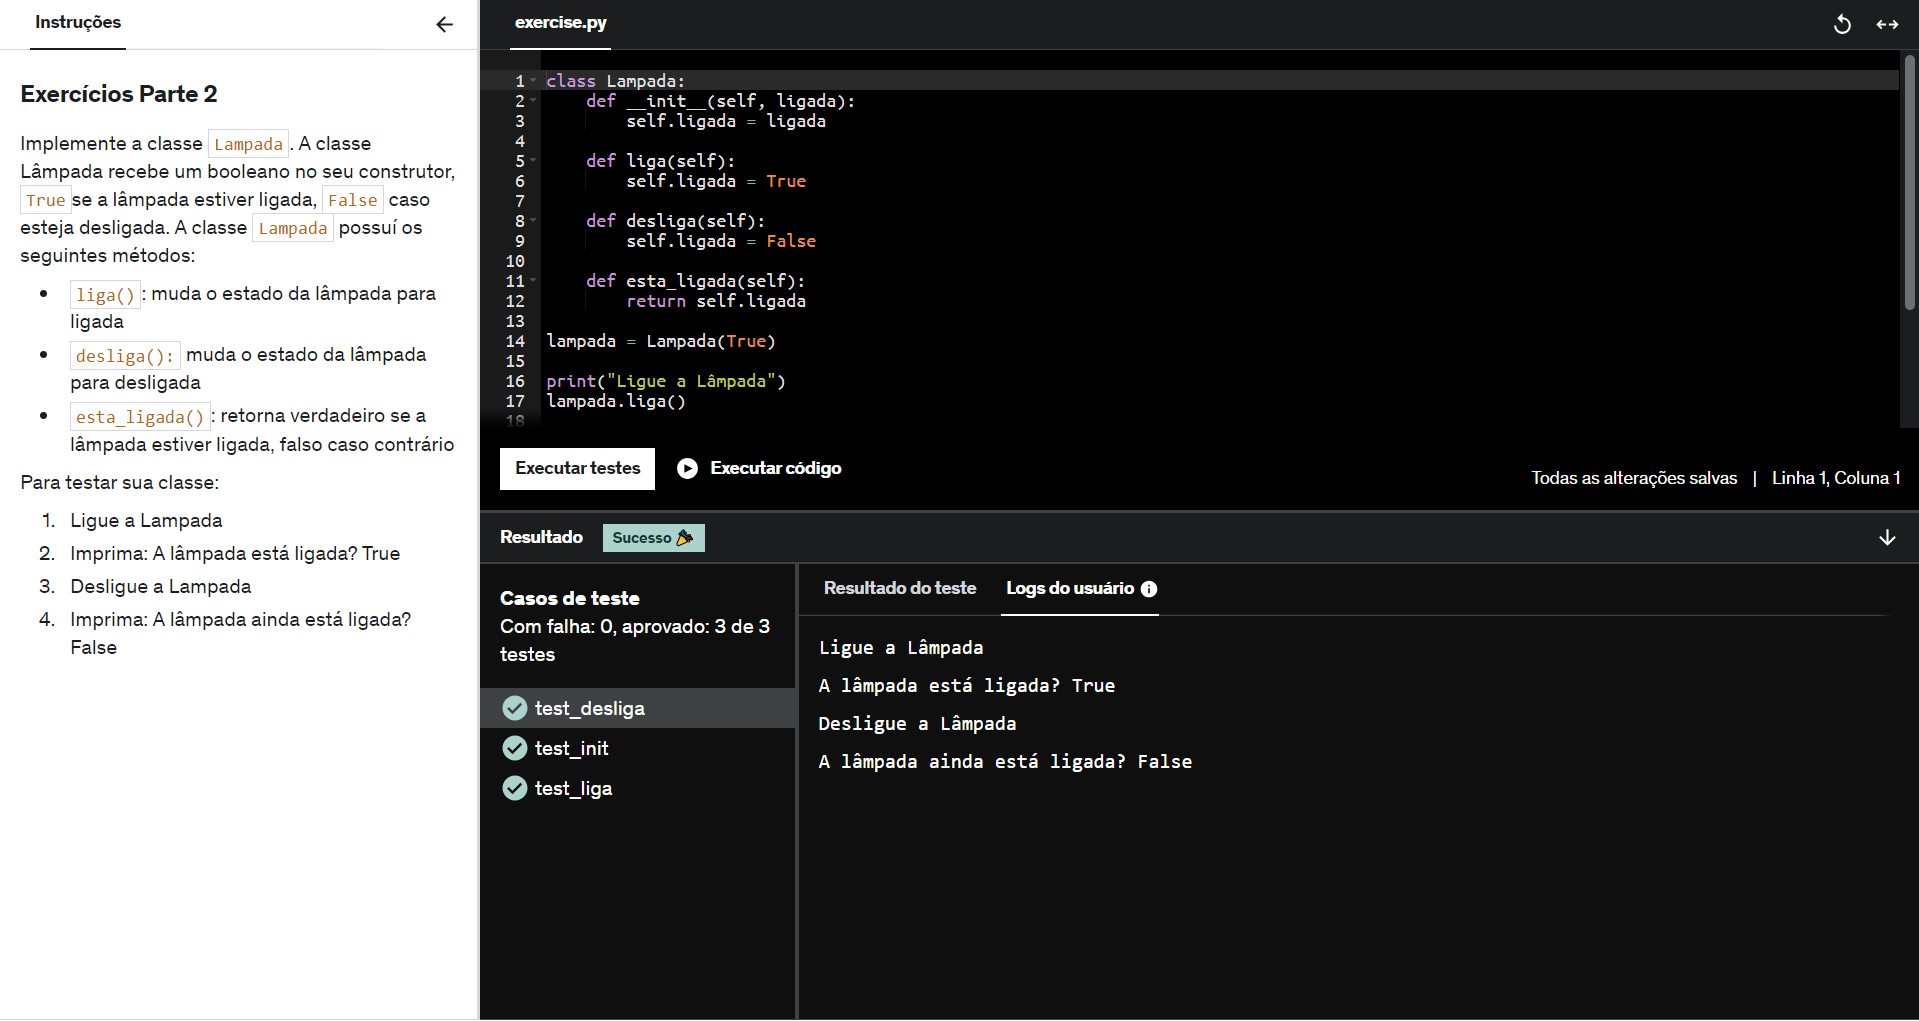 Instruções
Exercícios Parte 2
Implemente a classe Lampada. A classe
Lâmpada recebe um booleano no seu construtor,
True se a lâmpada estiver ligada, False caso
esteja desligada. A classe Lampada possuí os
seguintes métodos:
liga(): muda o estado da lâmpada para
ligada
desliga(): muda o estado da lâmpada
para desligada
esta_ligada(): retorna verdadeiro se a
lâmpada estiver ligada, falso caso contrário
Para testar sua classe:
1. Ligue a Lampada
2. Imprima: A lâmpada está ligada? True
3. Desligue a Lampada
4. Imprima: A lâmpada ainda está ligada?
False
exercise.py
1 class Lampada:
2 def __init__(self, ligada):
3 self.ligada = ligada
4
5 def liga(self):
6 self.ligada = True
7
8 def desliga(self):
9 self.ligada = False
10
11 def esta_ligada(self):
12 return self.ligada
13
14 lampada = Lampada(True)
15
16 print("Ligue a Lâmpada")
17 lampada.liga()
18
Executar testes
Executar código
Todas as alterações salvas | Linha 1, Coluna 1
Resultado
Sucesso
Casos de teste
Com falha: 0, aprovado: 3 de 3
testes
test_desliga
test_init
test_liga
Resultado do teste
Logs do usuário
Ligue a Lâmpada
A lâmpada está ligada? True
Desligue a Lâmpada
A lâmpada ainda está ligada? False